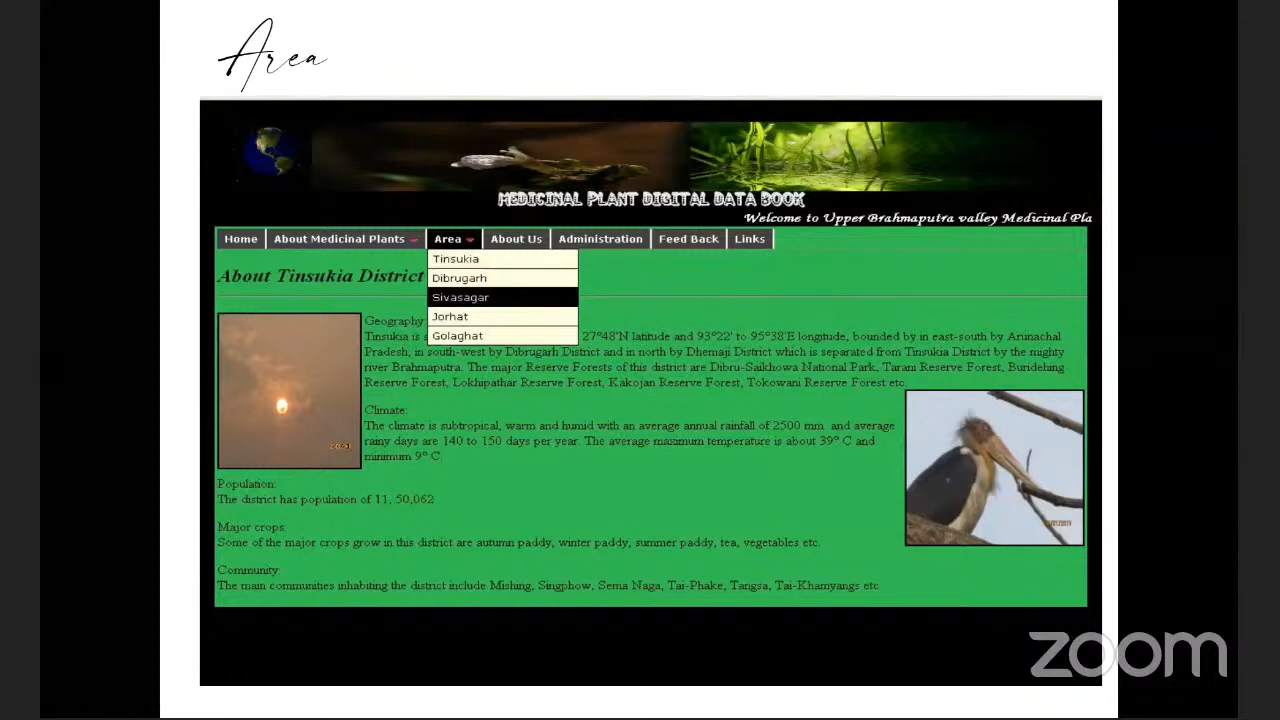 Area
MEDICINAL PLANT DIGITAL DATA BOOK
Welcome to Upper Brahmaputra valley Medicinal Pla
Home About Medicinal Plants Area About Us Administration Feed Back Links
Tinsukia
Dibrugarh
Sivasagar
Jorhat
Golaghat
About Tinsukia District
Geography
Tinsukia is 27°48'N latitude and 93°22' to 95°38'E longitude, bounded by in east-south by Arunachal
Pradesh, in south-west by Dibrugarh District and in north by Dhemaji District which is separated from Tinsukia District by the mighty
river Brahmaputra. The major Reserve Forests of this district are Dibru-Saikhowa National Park, Tarani Reserve Forest, Buridehing
Reserve Forest, Lokhipathar Reserve Forest, Kakojan Reserve Forest, Tokowani Reserve Forest etc.
Climate:
The climate is subtropical, warm and humid with an average annual rainfall of 2500 mm and average
rainy days are 140 to 150 days per year. The average maximum temperature is about 39° C and
minimum 9° C.
Population:
The district has population of 11, 50,062
Major crops:
Some of the major crops grow in this district are autumn paddy, winter paddy, summer paddy, tea, vegetables etc.
Community:
The main communities inhabiting the district include Mishing, Singphow, Sema Naga, Tai-Phake, Tangsa, Tai-Khamyangs etc
zoom